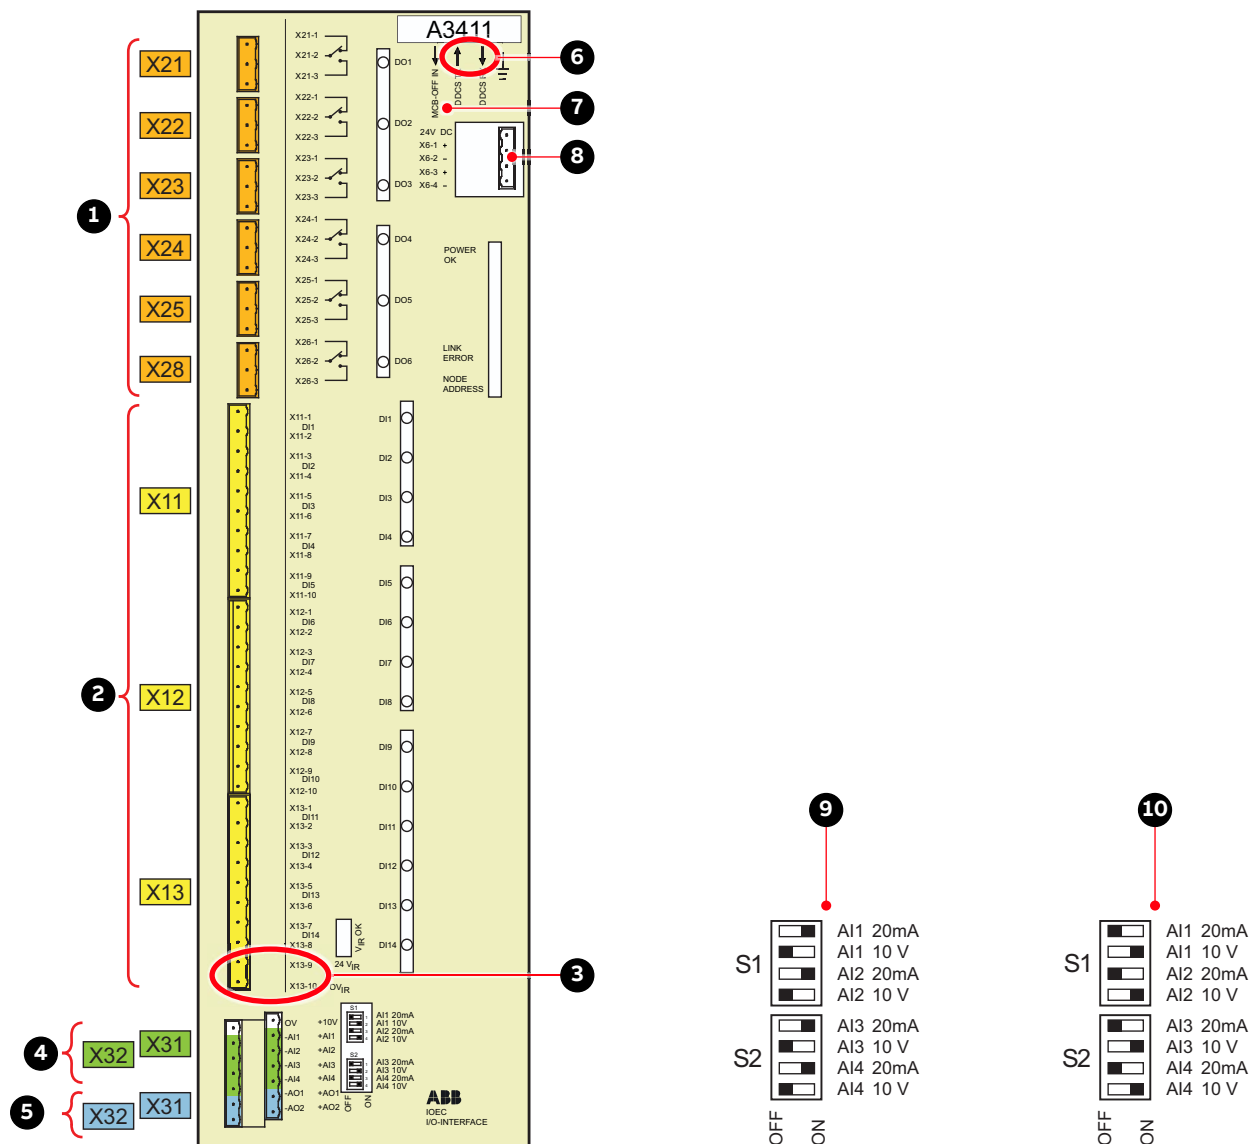 A3411
X21
X22
X23
X24
X25
X28
X11
X12
X13
X31
X32
X31
X32
1
2
3
4
5
6
7
8
9
10
X21-1
X21-2
X21-3
X22-1
X22-2
X22-3
X23-1
X23-2
X23-3
X24-1
X24-2
X24-3
X25-1
X25-2
X25-3
X26-1
X26-2
X26-3
DO1
DO2
DO3
DO4
DO5
DO6
MCB-OFF IN
DDCS
DDCS
24V DC
X6-1 +
X6-2 -
X6-3 +
X6-4 -
POWER
OK
LINK
ERROR
NODE
ADDRESS
X11-1
DI1
X11-2
X11-3
DI2
X11-4
X11-5
DI3
X11-6
X11-7
DI4
X11-8
X11-9
DI5
X11-10
X12-1
DI6
X12-2
X12-3
DI7
X12-4
X12-5
DI8
X12-6
X12-7
DI9
X12-8
X12-9
DI10
X12-10
X13-1
DI11
X13-2
X13-3
DI12
X13-4
X13-5
DI13
X13-6
X13-7
DI14
X13-8
X13-9
X13-10
DI1
DI2
DI3
DI4
DI5
DI6
DI7
DI8
DI9
DI10
DI11
DI12
DI13
DI14
VIR OK
24 VIR
OVIR
OV +10V
-AI1 +AI1
-AI2 +AI2
-AI3 +AI3
-AI4 +AI4
-AO1 +AO1
-AO2 +AO2
S1
1
2
3
4
AI1 20mA
AI1 10V
AI2 20mA
AI2 10V
S2
1
2
3
4
AI3 20mA
AI3 10V
AI4 20mA
AI4 10V
OFF
ON
ABB
IOEC
I/O-INTERFACE
S1
AI1 20mA
AI1 10 V
AI2 20mA
AI2 10 V
S2
AI3 20mA
AI3 10 V
AI4 20mA
AI4 10 V
OFF
ON
S1
AI1 20mA
AI1 10 V
AI2 20mA
AI2 10 V
S2
AI3 20mA
AI3 10 V
AI4 20mA
AI4 10 V
OFF
ON